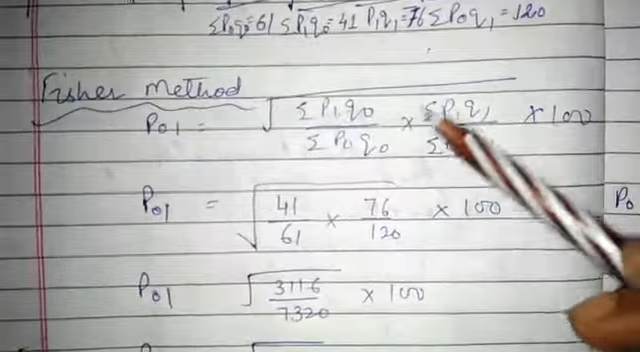 ΣP₀q₀=61 ΣP₁q₀=41 P₁q₁=76 ΣP₀q₁=120
Fisher Method
P₀₁ = √ ΣP₁q₀ / ΣP₀q₀ × ΣP₁q₁ / Σ × 100
P₀₁ = √ 41/61 × 76/120 × 100
P₀
P₀₁ √ 3116/7320 × 100